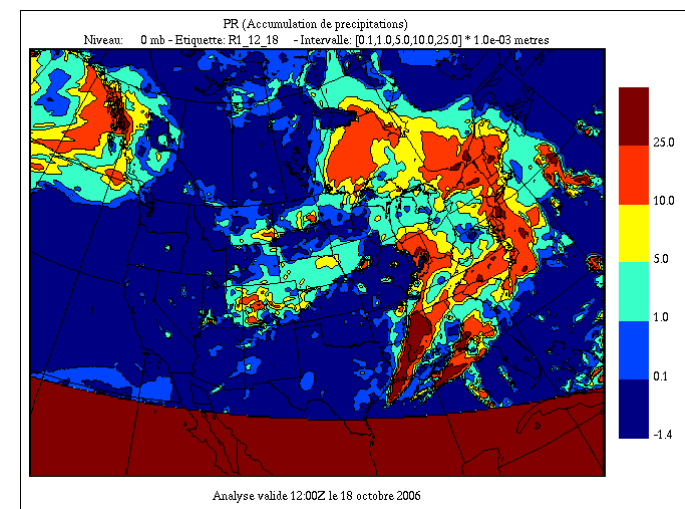 PR (Accumulation de precipitations)
Niveau: 0 mb - Etiquette: R1_12_18 - Intervalle: [0.1,1.0,5.0,10.0,25.0] * 1.0e-03 metres
25.0
10.0
5.0
1.0
0.1
-1.4
Analyse valide 12:00Z le 18 octobre 2006